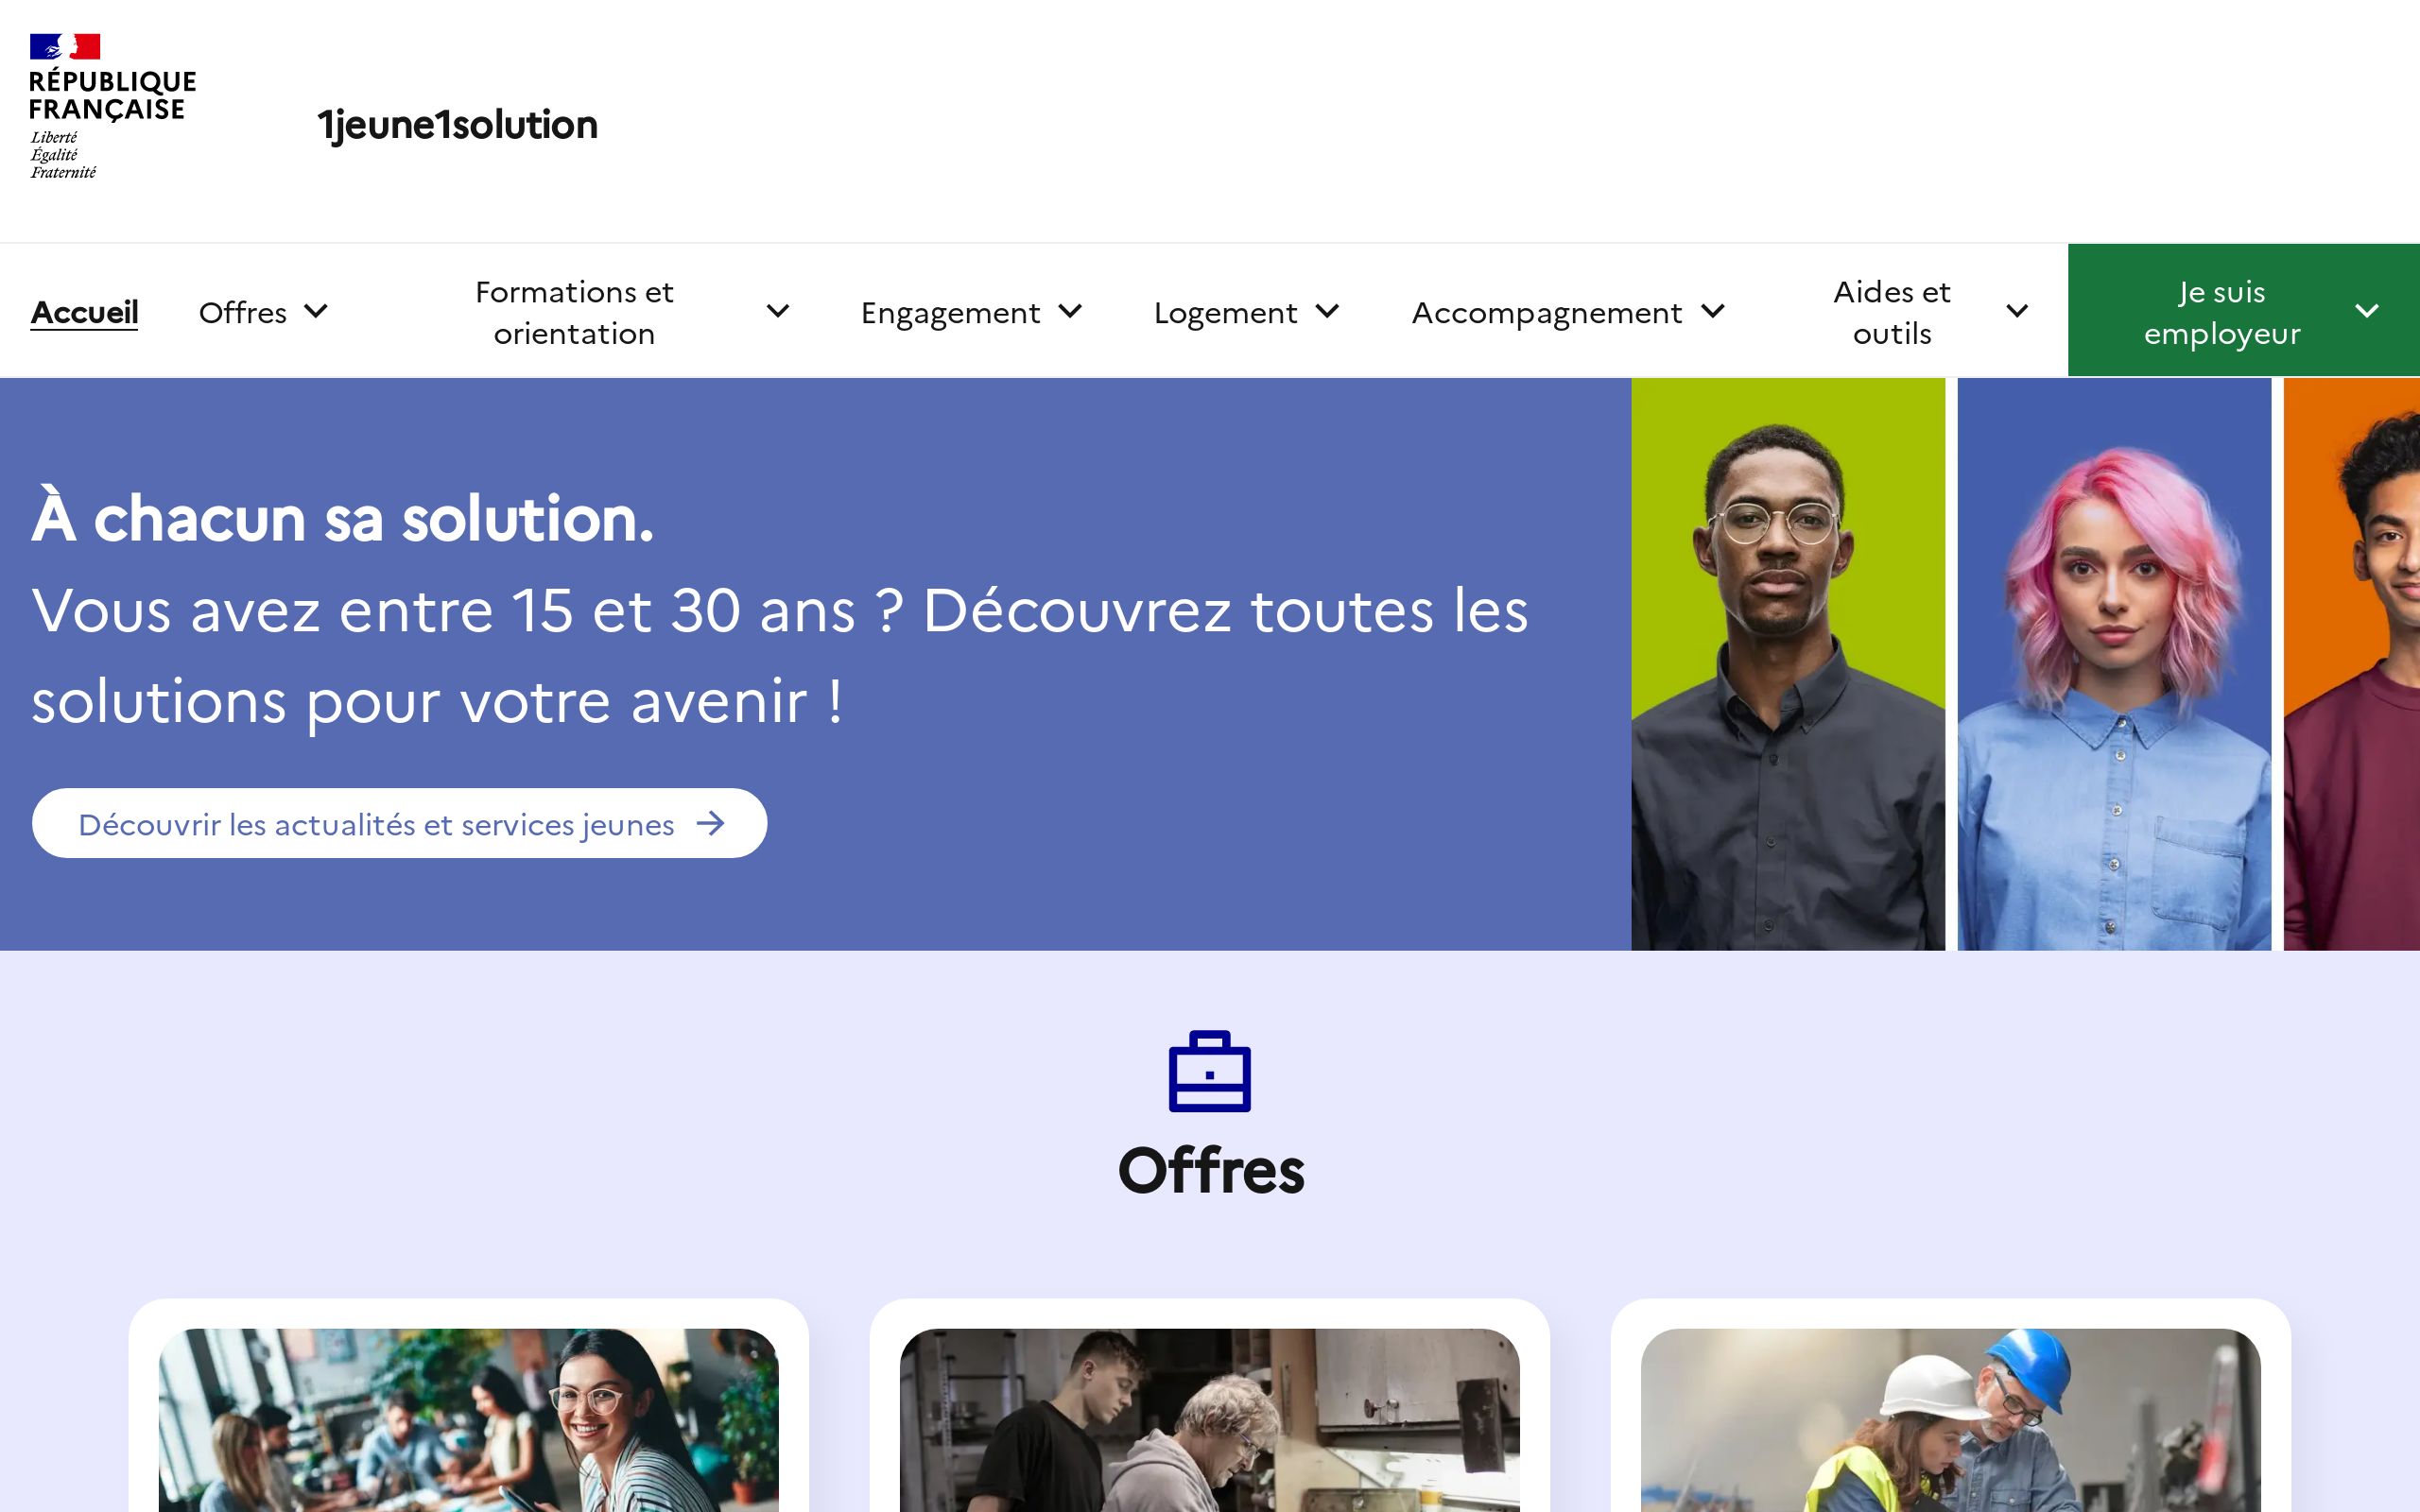 RÉPUBLIQUE
FRANÇAISE
Liberté
Égalité
Fraternité
1jeune1solution
Accueil
Offres
Formations et
orientation
Engagement
Logement
Accompagnement
Aides et
outils
Je suis
employeur
À chacun sa solution.
Vous avez entre 15 et 30 ans ? Découvrez toutes les
solutions pour votre avenir !
Découvrir les actualités et services jeunes
Offres